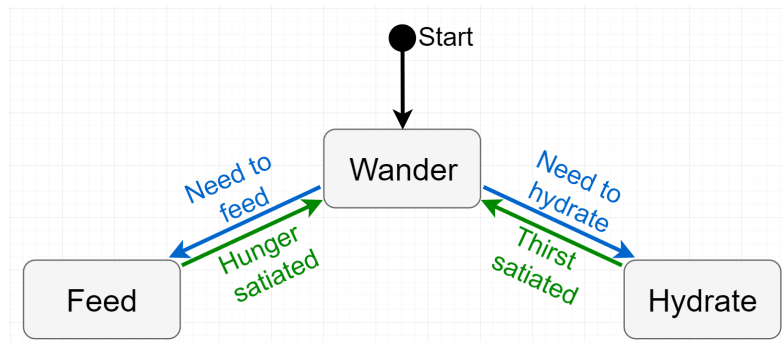 Start
Wander
Need to
feed
Hunger
satiated
Need to
hydrate
Thirst
satiated
Feed
Hydrate